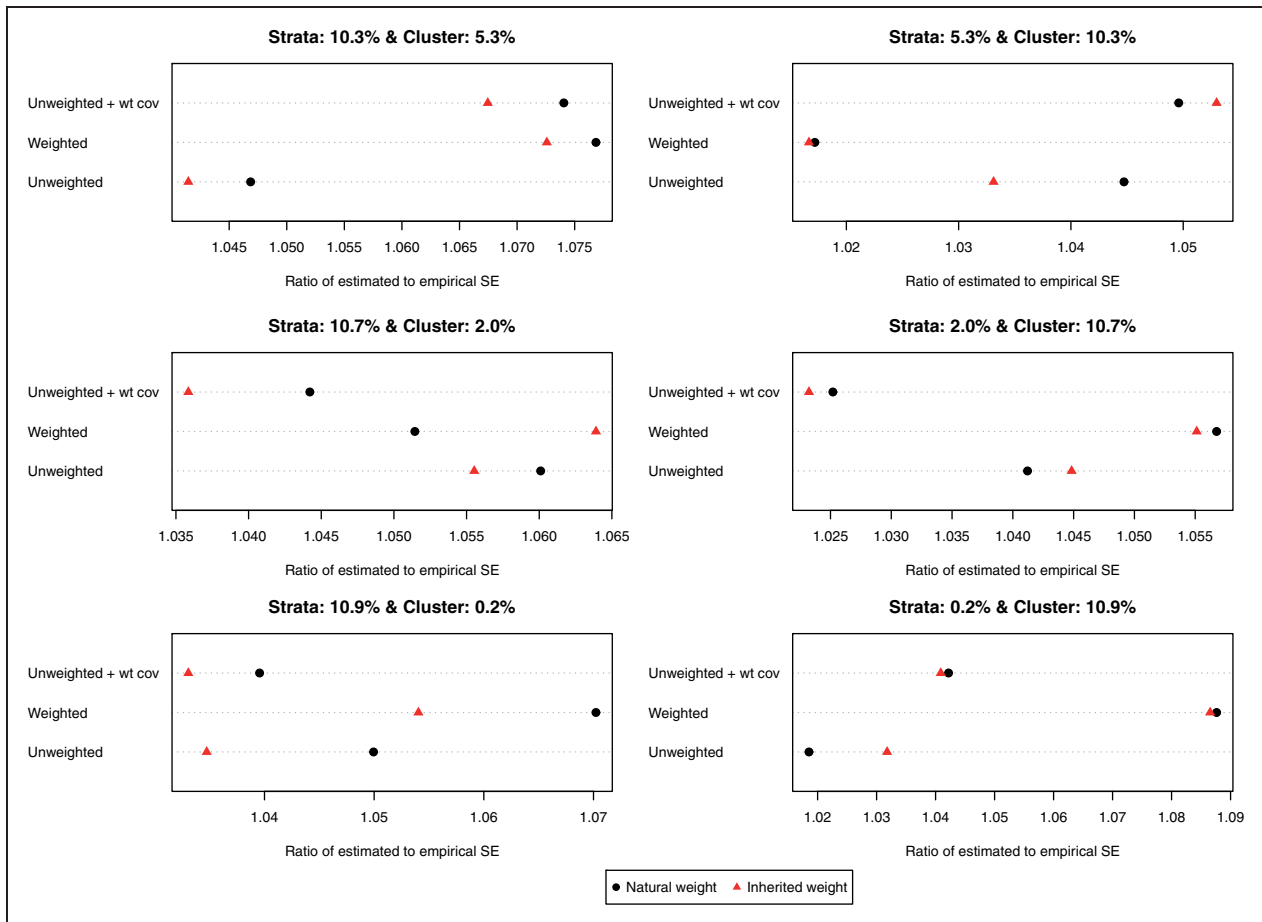 Strata: 10.3% & Cluster: 5.3%
Unweighted + wt cov
Weighted
Unweighted
1.045 1.050 1.055 1.060 1.065 1.070 1.075
Ratio of estimated to empirical SE
Strata: 5.3% & Cluster: 10.3%
Unweighted + wt cov
Weighted
Unweighted
1.02 1.03 1.04 1.05
Ratio of estimated to empirical SE
Strata: 10.7% & Cluster: 2.0%
Unweighted + wt cov
Weighted
Unweighted
1.035 1.040 1.045 1.050 1.055 1.060 1.065
Ratio of estimated to empirical SE
Strata: 2.0% & Cluster: 10.7%
Unweighted + wt cov
Weighted
Unweighted
1.025 1.030 1.035 1.040 1.045 1.050 1.055
Ratio of estimated to empirical SE
Strata: 10.9% & Cluster: 0.2%
Unweighted + wt cov
Weighted
Unweighted
1.04 1.05 1.06 1.07
Ratio of estimated to empirical SE
Strata: 0.2% & Cluster: 10.9%
Unweighted + wt cov
Weighted
Unweighted
1.02 1.03 1.04 1.05 1.06 1.07 1.08 1.09
Ratio of estimated to empirical SE
Natural weight Inherited weight